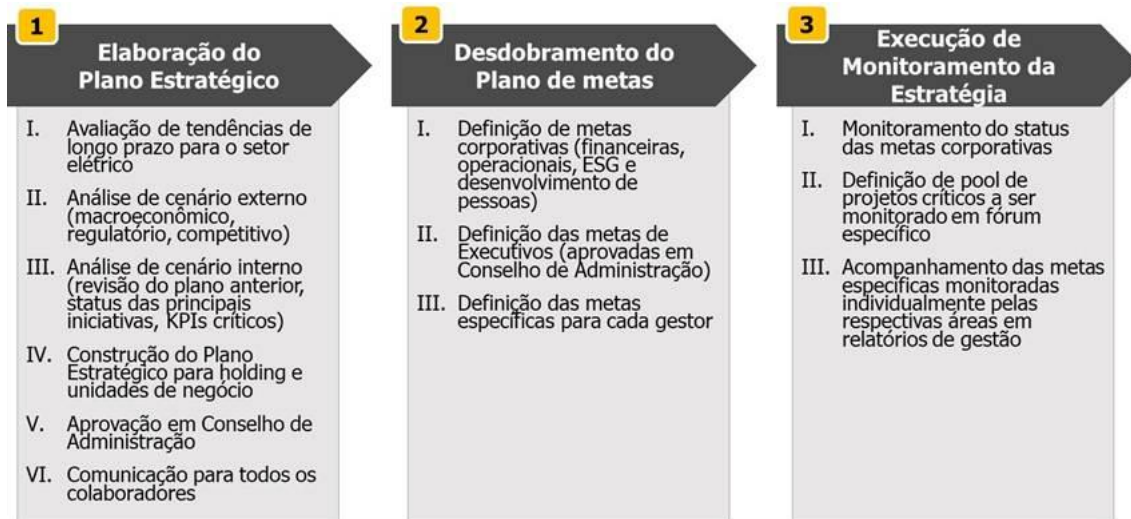 1
Elaboração do
Plano Estratégico
I. Avaliação de tendências de
longo prazo para o setor
elétrico
II. Análise de cenário externo
(macroeconômico,
regulatório, competitivo)
III. Análise de cenário interno
(revisão do plano anterior,
status das principais
iniciativas, KPIs críticos)
IV. Construção do Plano
Estratégico para holding e
unidades de negócio
V. Aprovação em Conselho de
Administração
VI. Comunicação para todos os
colaboradores
2
Desdobramento do
Plano de metas
I. Definição de metas
corporativas (financeiras,
operacionais, ESG e
desenvolvimento de
pessoas)
II. Definição das metas de
Executivos (aprovadas em
Conselho de Administração)
III. Definição das metas
específicas para cada gestor
3
Execução de
Monitoramento da
Estratégia
I. Monitoramento do status
das metas corporativas
II. Definição de pool de
projetos críticos a ser
monitorado em fórum
específico
III. Acompanhamento das metas
específicas monitoradas
individualmente pelas
respectivas áreas em
relatórios de gestão